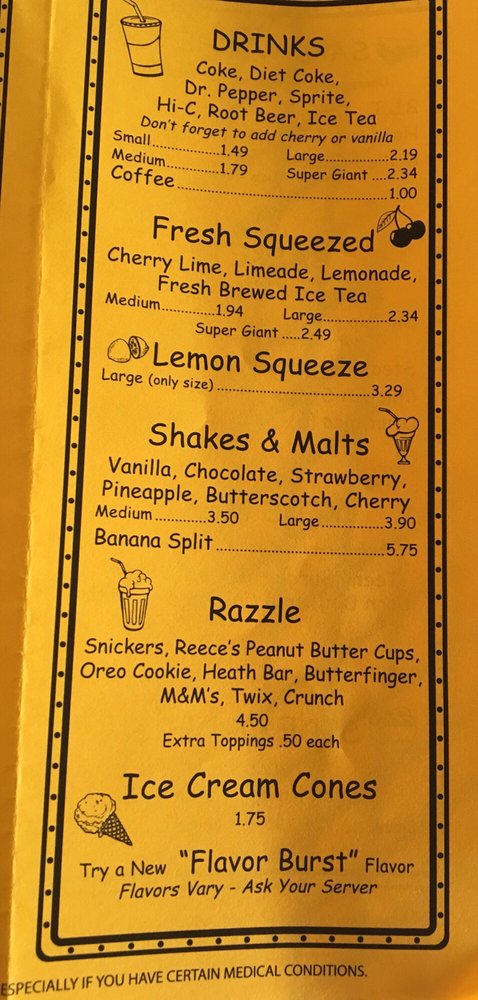 DRINKS
Coke, Diet Coke,
Dr. Pepper, Sprite,
Hi-C, Root Beer, Ice Tea
Don't forget to add cherry or vanilla
Small..............1.49 Large................2.19
Medium.............1.79 Super Giant ....2.34
Coffee.....................................................1.00
Fresh Squeezed
Cherry Lime, Limeade, Lemonade,
Fresh Brewed Ice Tea
Medium.............1.94 Large................2.34
Super Giant .....2.49
Lemon Squeeze
Large (only size) ......................................3.29
Shakes & Malts
Vanilla, Chocolate, Strawberry,
Pineapple, Butterscotch, Cherry
Medium .............3.50 Large................3.90
Banana Split..........................................5.75
Razzle
Snickers, Reece's Peanut Butter Cups,
Oreo Cookie, Heath Bar, Butterfinger,
M&M's, Twix, Crunch
4.50
Extra Toppings .50 each
Ice Cream Cones
1.75
Try a New "Flavor Burst" Flavor
Flavors Vary - Ask Your Server
ESPECIALLY IF YOU HAVE CERTAIN MEDICAL CONDITIONS.